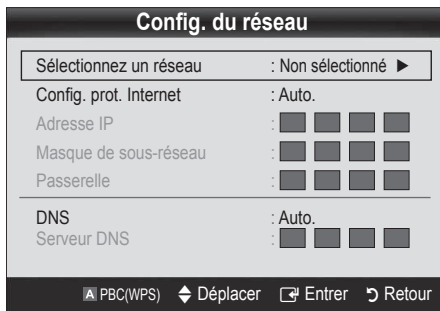 Config. du réseau
Sélectionnez un réseau : Non sélectionné ►
Config. prot. Internet : Auto.
Adresse IP :
Masque de sous-réseau :
Passerelle :
DNS : Auto.
Serveur DNS :
A PBC(WPS) Déplacer Entrer Retour